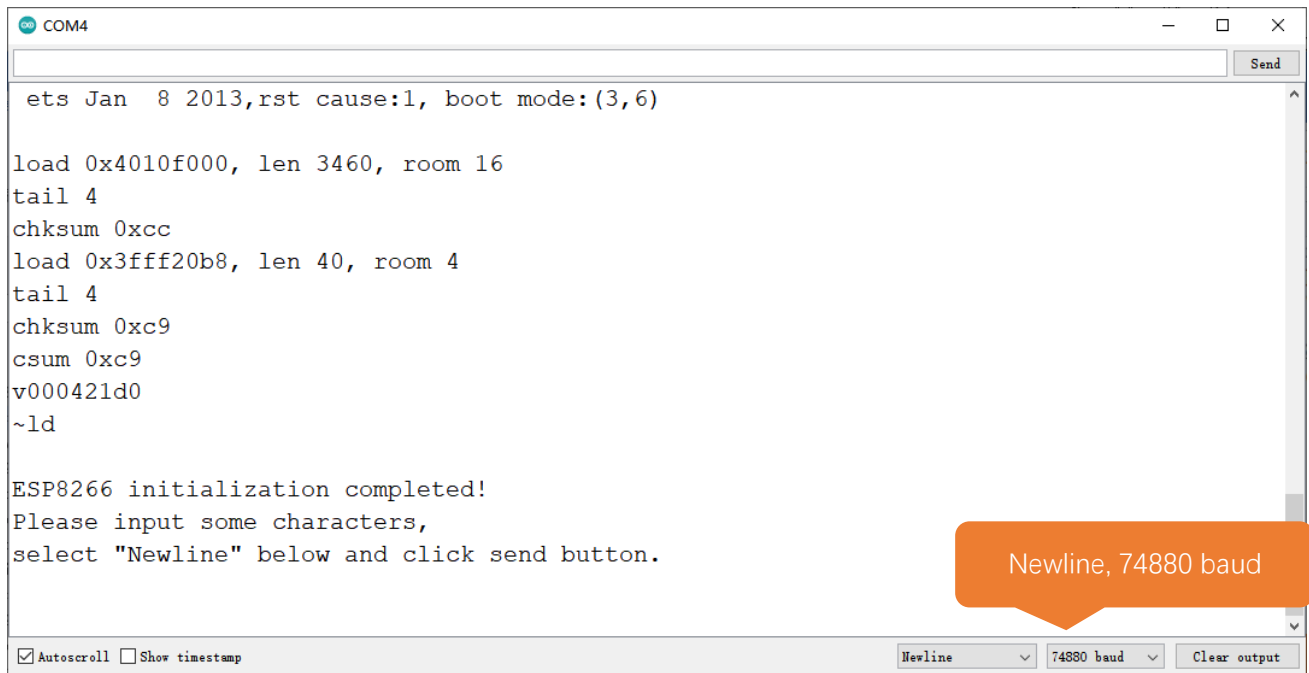 COM4
Send
ets Jan  8 2013,rst cause:1, boot mode:(3,6)
load 0x4010f000, len 3460, room 16
tail 4
chksum 0xcc
load 0x3fff20b8, len 40, room 4
tail 4
chksum 0xc9
csum 0xc9
v000421d0
~ld
ESP8266 initialization completed!
Please input some characters,
select "Newline" below and click send button.
Newline, 74880 baud
Autoscroll Show timestamp Newline 74880 baud Clear output